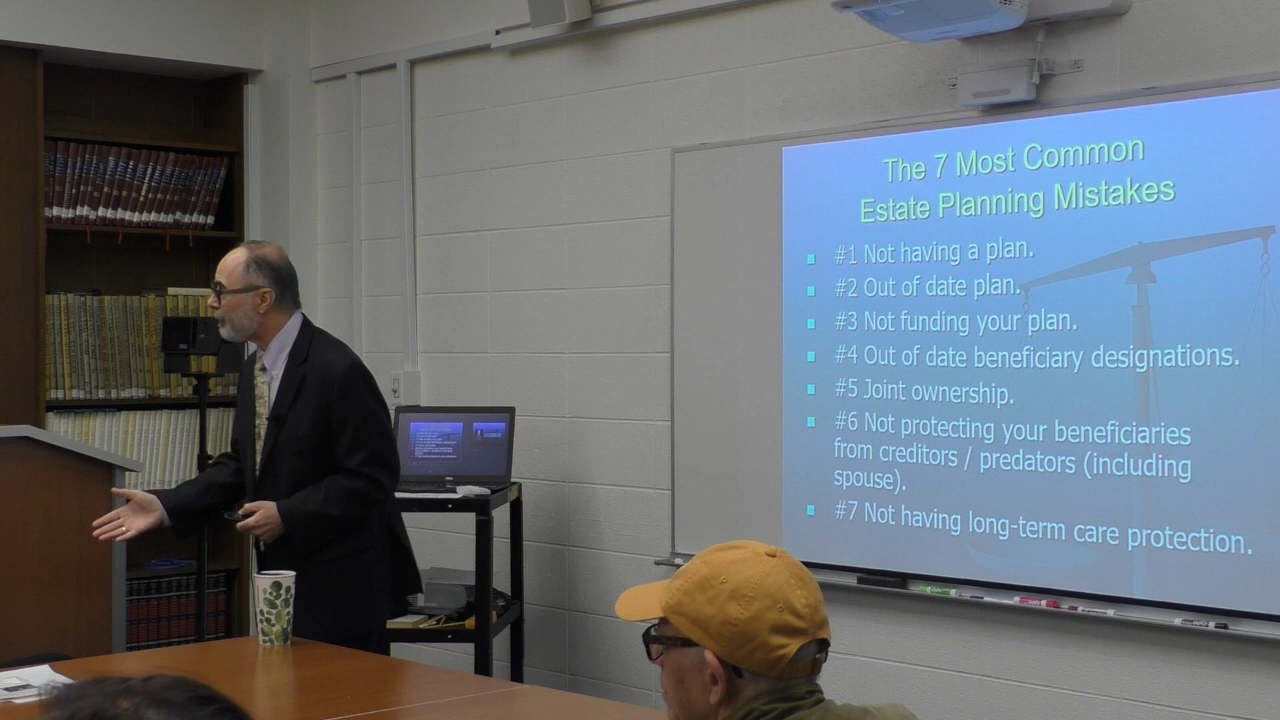 The 7 Most Common
Estate Planning Mistakes
#1 Not having a plan.
#2 Out of date plan.
#3 Not funding your plan.
#4 Out of date beneficiary designations.
#5 Joint ownership.
#6 Not protecting your beneficiaries
from creditors / predators (including
spouse).
#7 Not having long-term care protection.